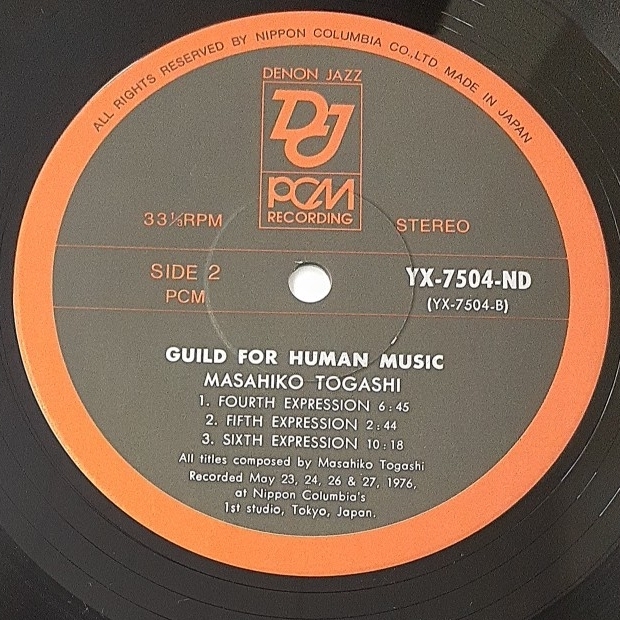 ALL RIGHTS RESERVED BY NIPPON COLUMBIA CO.,LTD. MADE IN JAPAN
DENON JAZZ
DJ
PCM
RECORDING
33⅓RPM STEREO
SIDE 2 YX-7504-ND
PCM (YX-7504-B)
GUILD FOR HUMAN MUSIC
MASAHIKO TOGASHI
1. FOURTH EXPRESSION 6:45
2. FIFTH EXPRESSION 2:44
3. SIXTH EXPRESSION 10:18
All titles composed by Masahiko Togashi
Recorded May 23, 24, 26 & 27, 1976,
at Nippon Columbia's
1st studio, Tokyo, Japan.